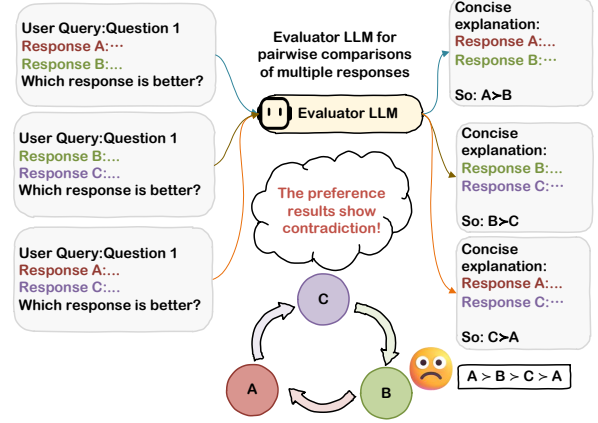 User Query:Question 1
Response A:···
Response B:...
Which response is better?
User Query:Question 1
Response B:...
Response C:...
Which response is better?
User Query:Question 1
Response A:...
Response C:...
Which response is better?
Evaluator LLM for
pairwise comparisons
of multiple responses
Evaluator LLM
The preference
results show
contradiction!
Concise
explanation:
Response A:...
Response B:···
So: A≻B
Concise
explanation:
Response B:...
Response C:···
So: B≻C
Concise
explanation:
Response A:...
Response C:···
So: C≻A
C
A
B
A ≻ B ≻ C ≻ A